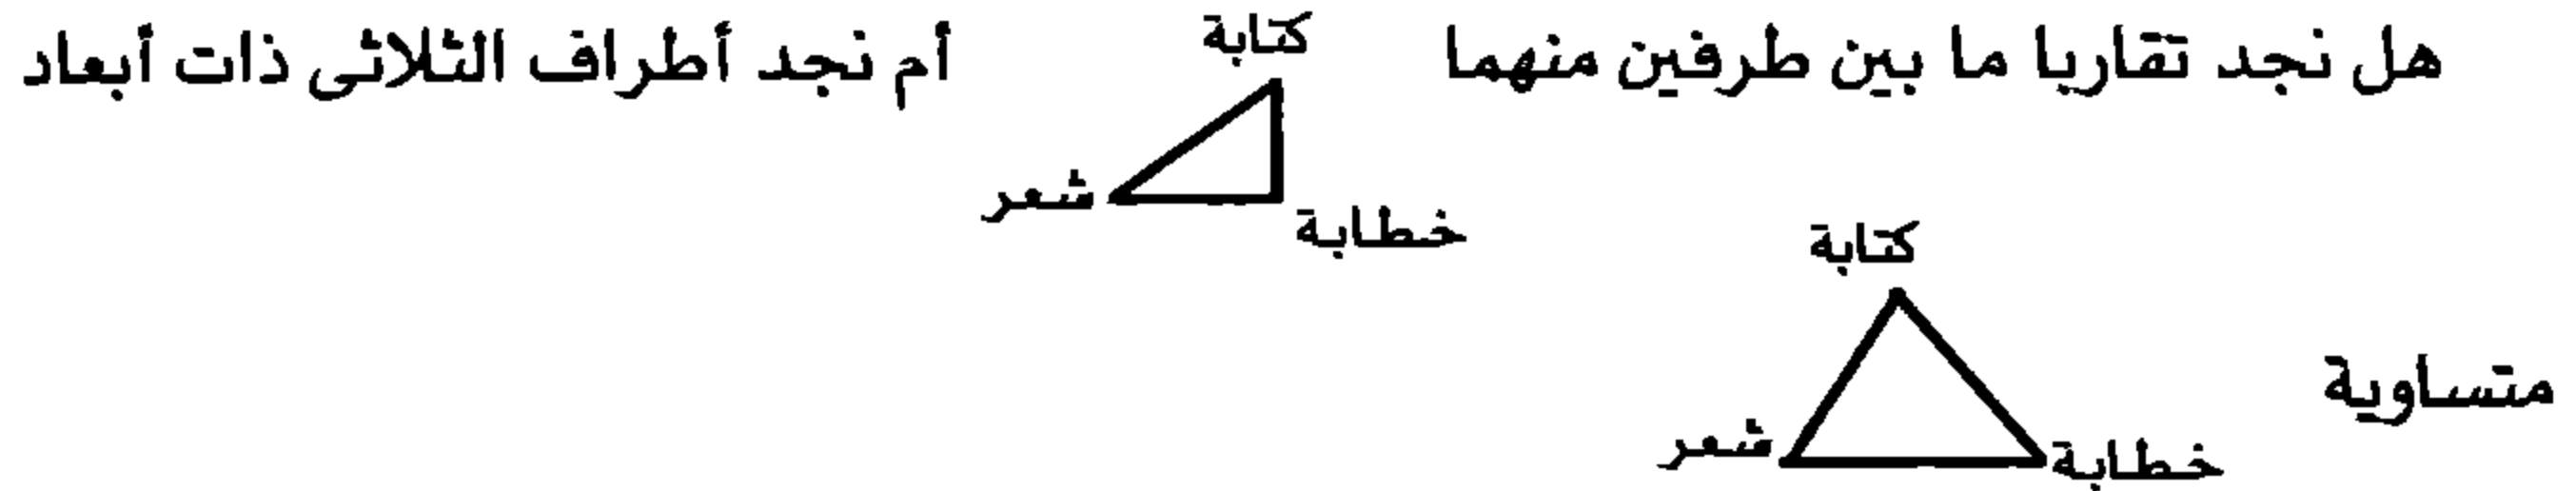 هل نجد تقاربا ما بين طرفين منهما كتابة أم نجد أطراف الثلاثى ذات أبعاد
شعر خطابة
كتابة
متساوية
خطابة شعر